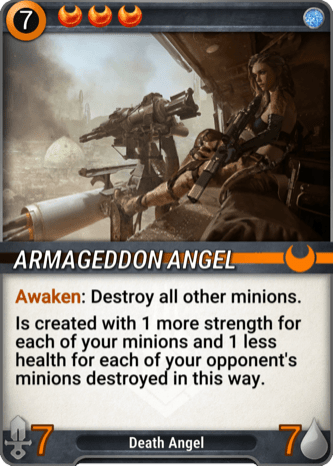 7
ARMAGEDDON ANGEL
Awaken: Destroy all other minions.
Is created with 1 more strength for
each of your minions and 1 less
health for each of your opponent's
minions destroyed in this way.
7 Death Angel 7